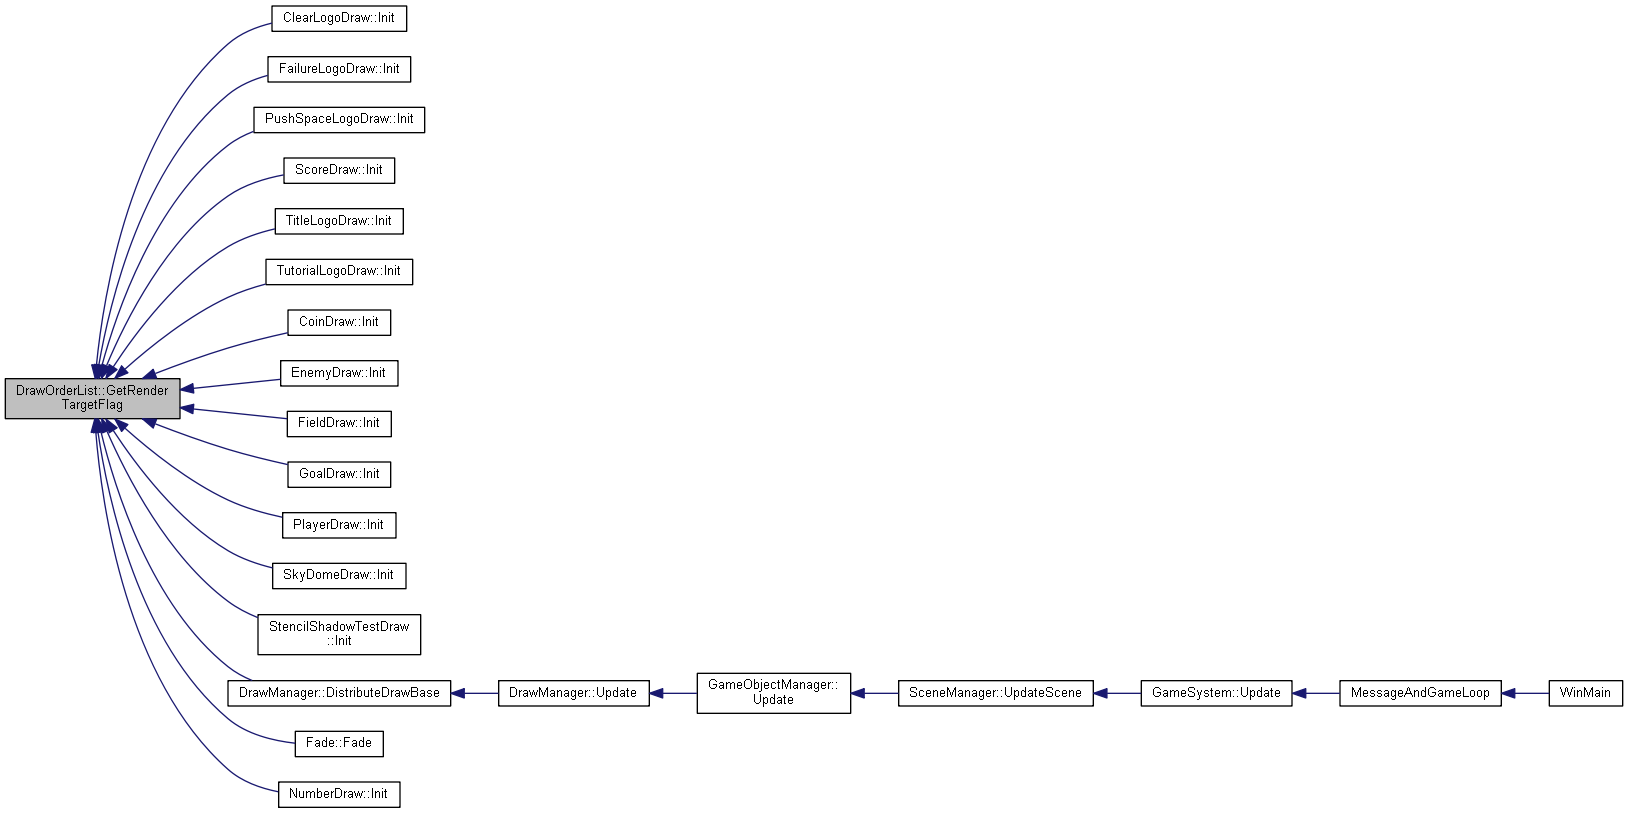 ClearLogoDraw::Init
FailureLogoDraw::Init
PushSpaceLogoDraw::Init
ScoreDraw::Init
TitleLogoDraw::Init
TutorialLogoDraw::Init
CoinDraw::Init
EnemyDraw::Init
DrawOrderList::GetRender
TargetFlag
FieldDraw::Init
GoalDraw::Init
PlayerDraw::Init
SkyDomeDraw::Init
StencilShadowTestDraw
::Init
DrawManager::DistributeDrawBase
DrawManager::Update
GameObjectManager::
Update
SceneManager::UpdateScene
GameSystem::Update
MessageAndGameLoop
WinMain
Fade::Fade
NumberDraw::Init